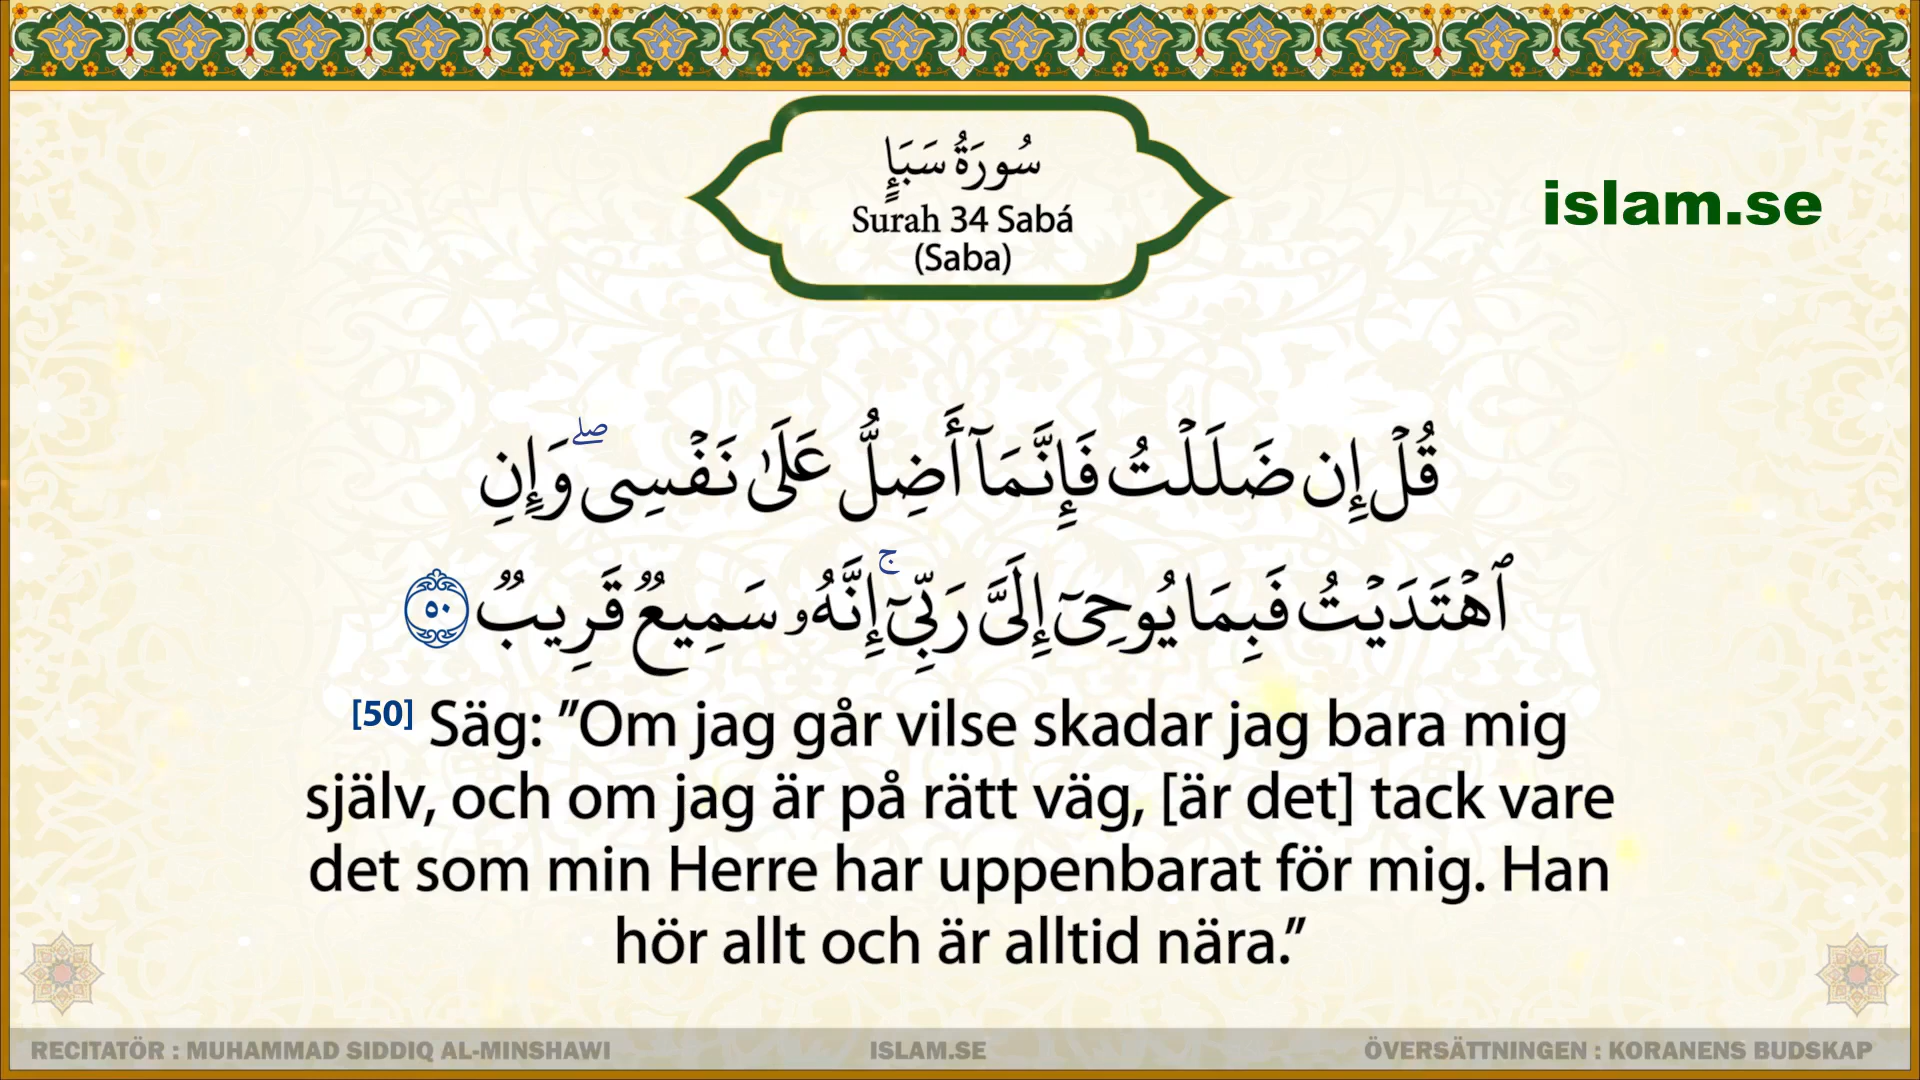 سُورَةُ سَبَإٍ
Surah 34 Sabá
(Saba)
islam.se
قُلْ إِن ضَلَلْتُ فَإِنَّمَآ أَضِلُّ عَلَىٰ نَفْسِى ۖ وَإِنِ
ٱهْتَدَيْتُ فَبِمَا يُوحِىٓ إِلَىَّ رَبِّىٓ ۚ إِنَّهُۥ سَمِيعٌ قَرِيبٌ ٥٠
[50] Säg: ”Om jag går vilse skadar jag bara mig
själv, och om jag är på rätt väg, [är det] tack vare
det som min Herre har uppenbarat för mig. Han
hör allt och är alltid nära.”
RECITATÖR : MUHAMMAD SIDDIQ AL-MINSHAWI
ISLAM.SE
ÖVERSÄTTNINGEN : KORANENS BUDSKAP